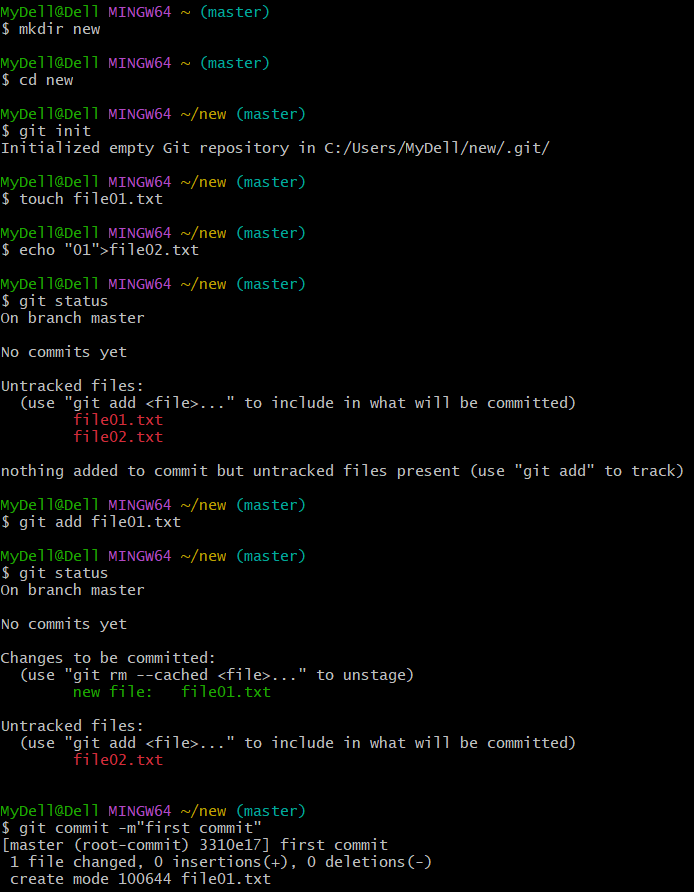 MyDell@Dell MINGW64 ~ (master)
$ mkdir new
MyDell@Dell MINGW64 ~ (master)
$ cd new
MyDell@Dell MINGW64 ~/new (master)
$ git init
Initialized empty Git repository in C:/Users/MyDell/new/.git/
MyDell@Dell MINGW64 ~/new (master)
$ touch file01.txt
MyDell@Dell MINGW64 ~/new (master)
$ echo "01">file02.txt
MyDell@Dell MINGW64 ~/new (master)
$ git status
On branch master
No commits yet
Untracked files:
  (use "git add <file>..." to include in what will be committed)
        file01.txt
        file02.txt
nothing added to commit but untracked files present (use "git add" to track)
MyDell@Dell MINGW64 ~/new (master)
$ git add file01.txt
MyDell@Dell MINGW64 ~/new (master)
$ git status
On branch master
No commits yet
Changes to be committed:
  (use "git rm --cached <file>..." to unstage)
        new file:   file01.txt
Untracked files:
  (use "git add <file>..." to include in what will be committed)
        file02.txt
MyDell@Dell MINGW64 ~/new (master)
$ git commit -m"first commit"
[master (root-commit) 3310e17] first commit
 1 file changed, 0 insertions(+), 0 deletions(-)
 create mode 100644 file01.txt